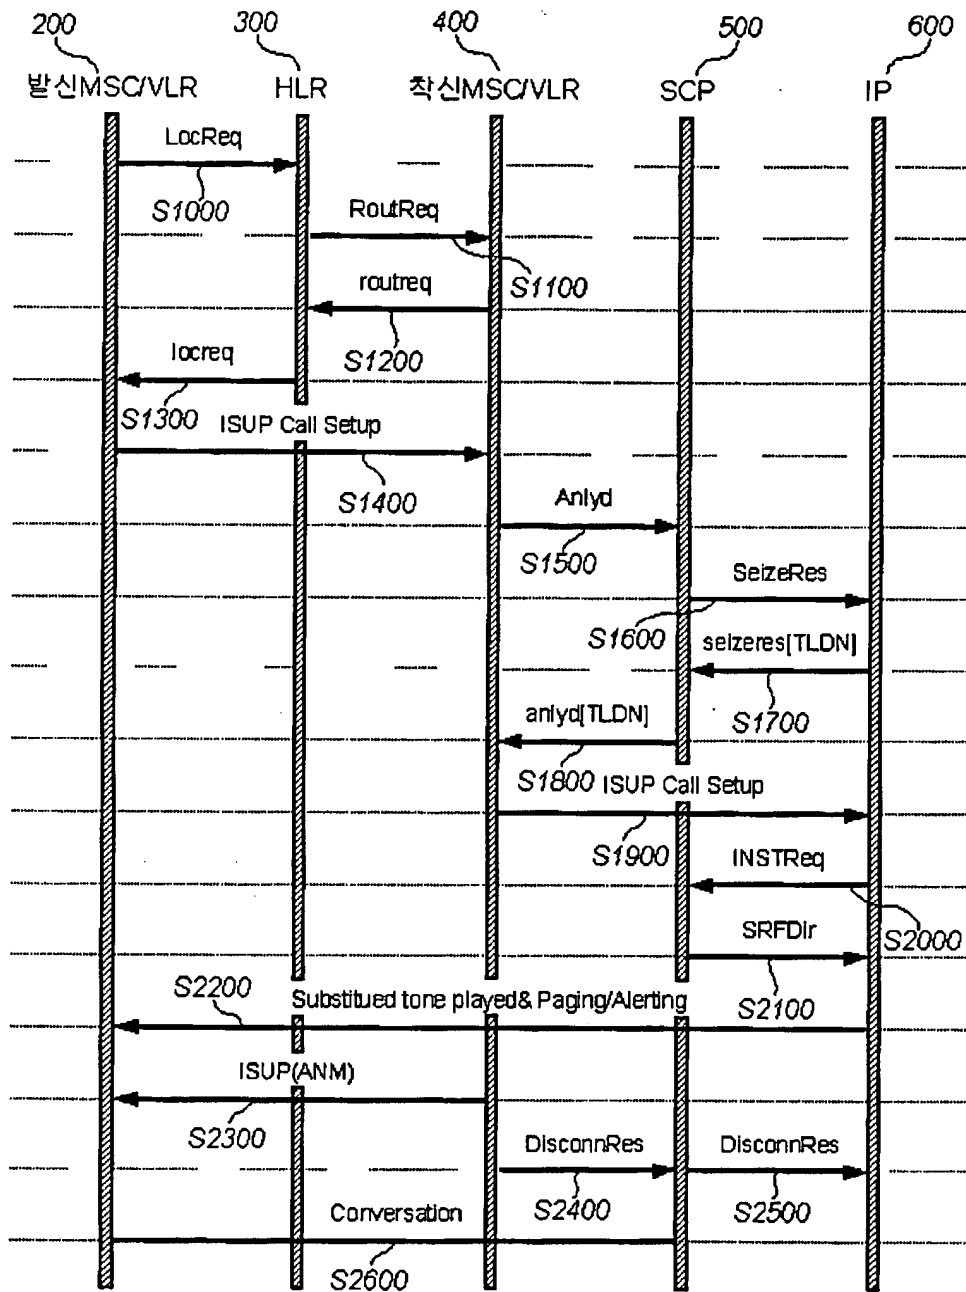 200 300 400 500 600
발신MSC/VLR HLR 착신MSC/VLR SCP IP
LocReq
S1000
RoutReq
S1100
routreq
S1200
locreq
S1300
ISUP Call Setup
S1400
Anlyd
S1500
SeizeRes
S1600
seizeres[TLDN]
S1700
anlyd[TLDN]
S1800
ISUP Call Setup
S1900
INSTReq
S2000
SRFDir
S2100
S2200
Substitued tone played& Paging/Alerting
ISUP(ANM)
S2300
DisconnRes DisconnRes
S2400 S2500
Conversation
S2600